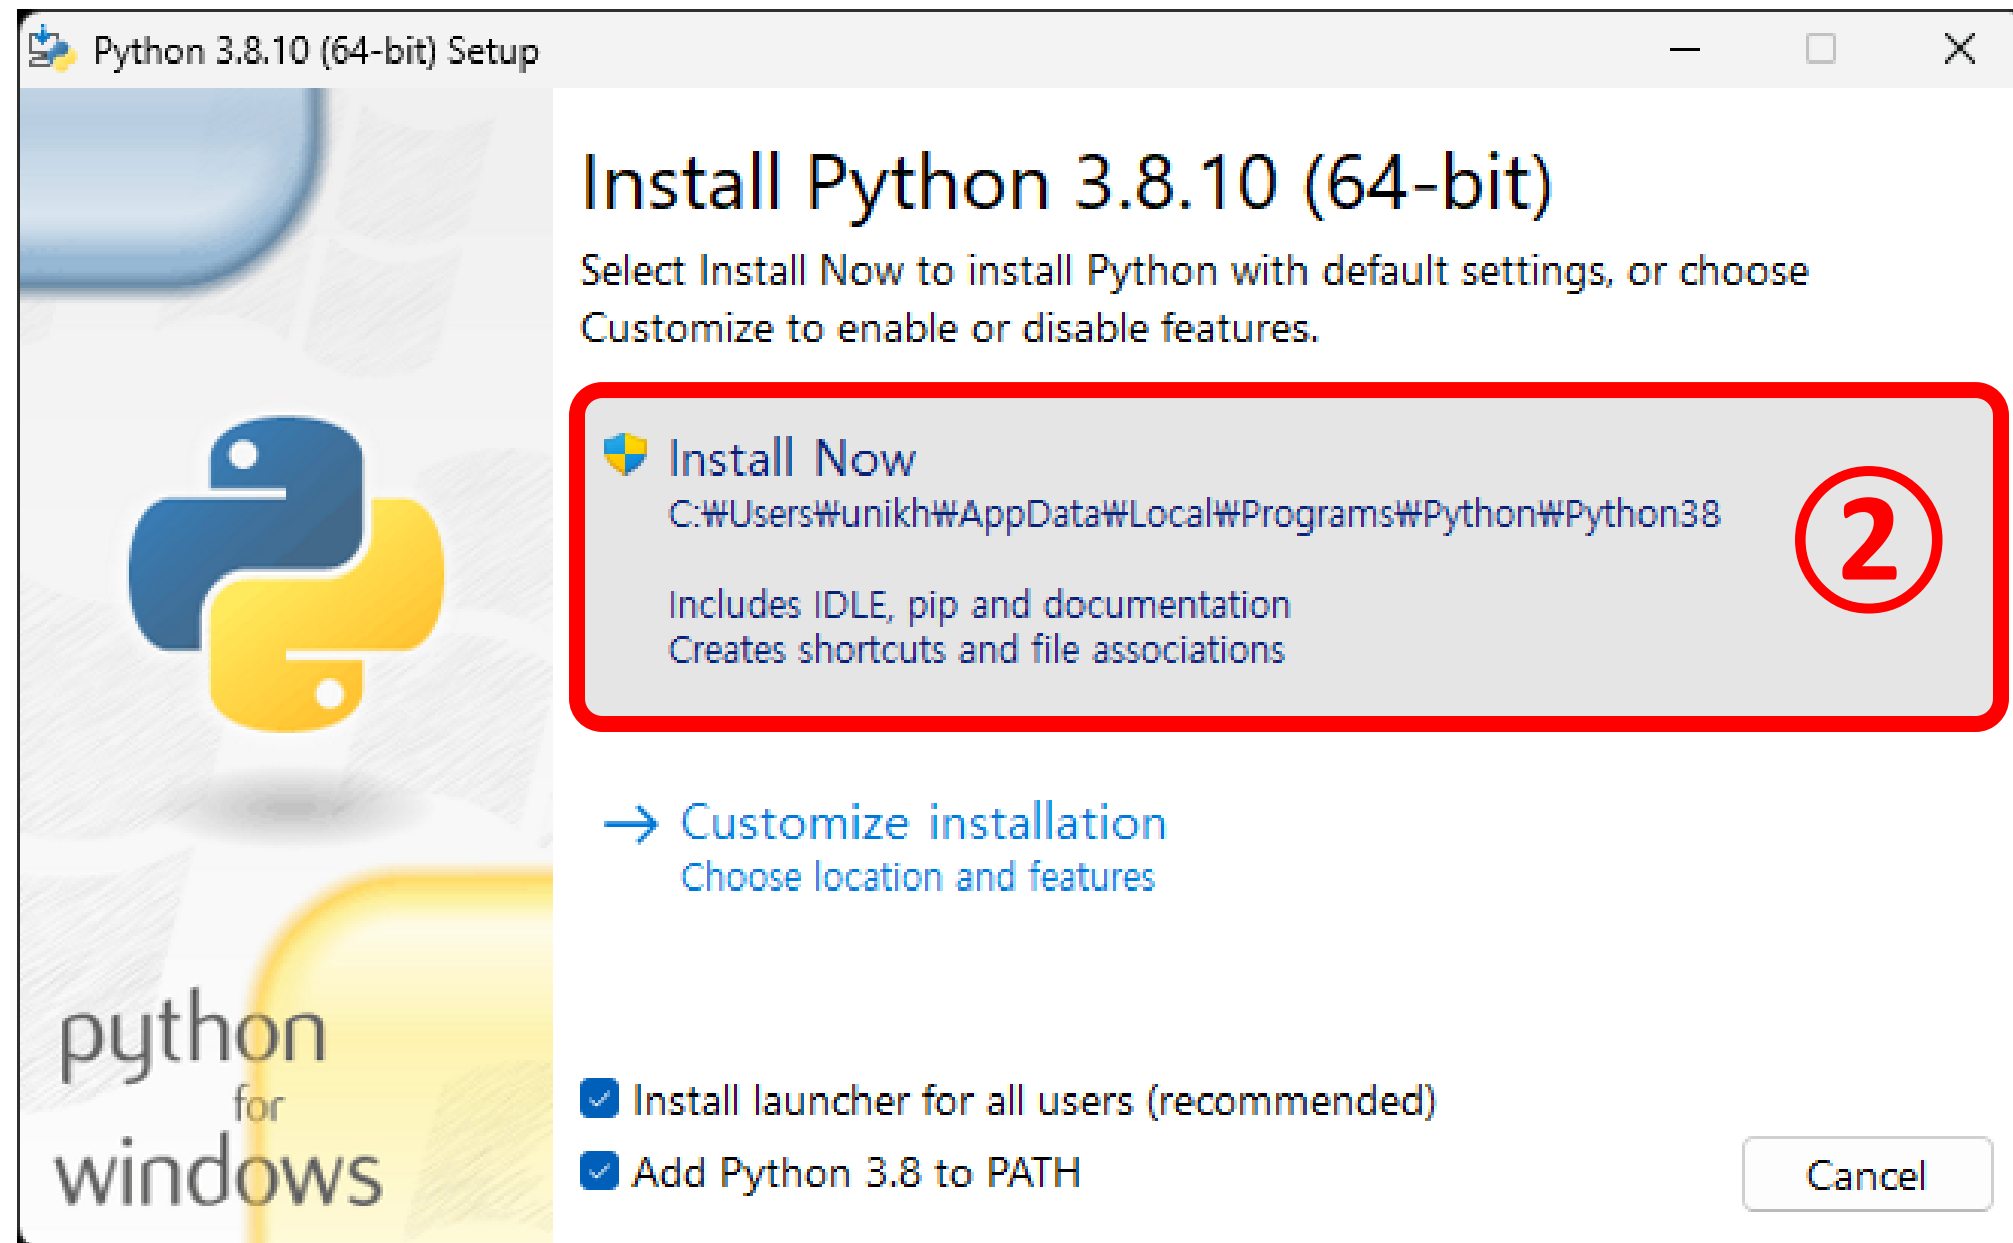 Python 3.8.10 (64-bit) Setup
Install Python 3.8.10 (64-bit)
Select Install Now to install Python with default settings, or choose
Customize to enable or disable features.
Install Now
C:₩Users₩unikh₩AppData₩Local₩Programs₩Python₩Python38
②
Includes IDLE, pip and documentation
Creates shortcuts and file associations
→ Customize installation
Choose location and features
python
for
windows
Install launcher for all users (recommended)
Add Python 3.8 to PATH
Cancel